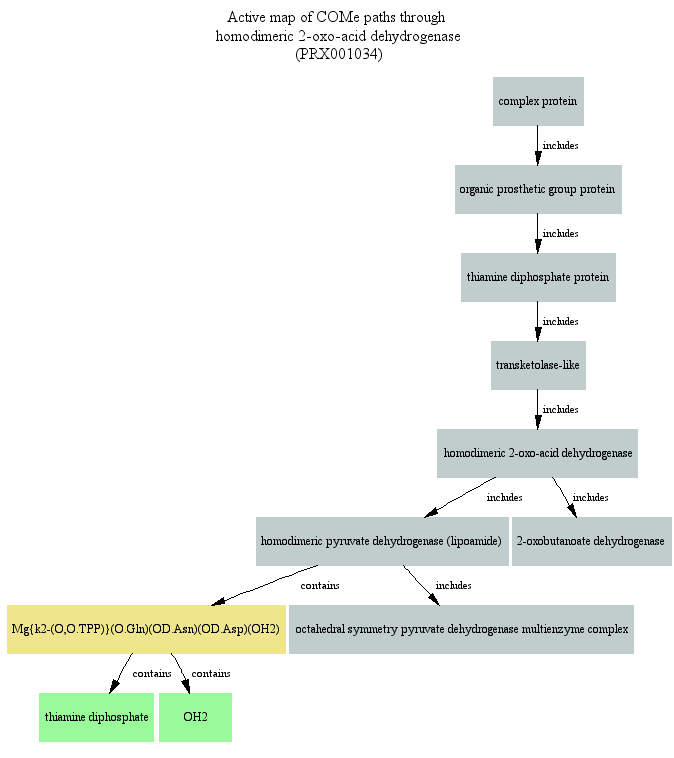 Active map of COMe paths through
homodimeric 2-oxo-acid dehydrogenase
(PRX001034)
complex protein
includes
organic prosthetic group protein
includes
thiamine diphosphate protein
includes
transketolase-like
includes
homodimeric 2-oxo-acid dehydrogenase
includes
includes
homodimeric pyruvate dehydrogenase (lipoamide)
2-oxobutanoate dehydrogenase
contains
includes
Mg{k2-(O,O.TPP)}(O.Gln)(OD.Asn)(OD.Asp)(OH2)
octahedral symmetry pyruvate dehydrogenase multienzyme complex
contains
contains
thiamine diphosphate
OH2